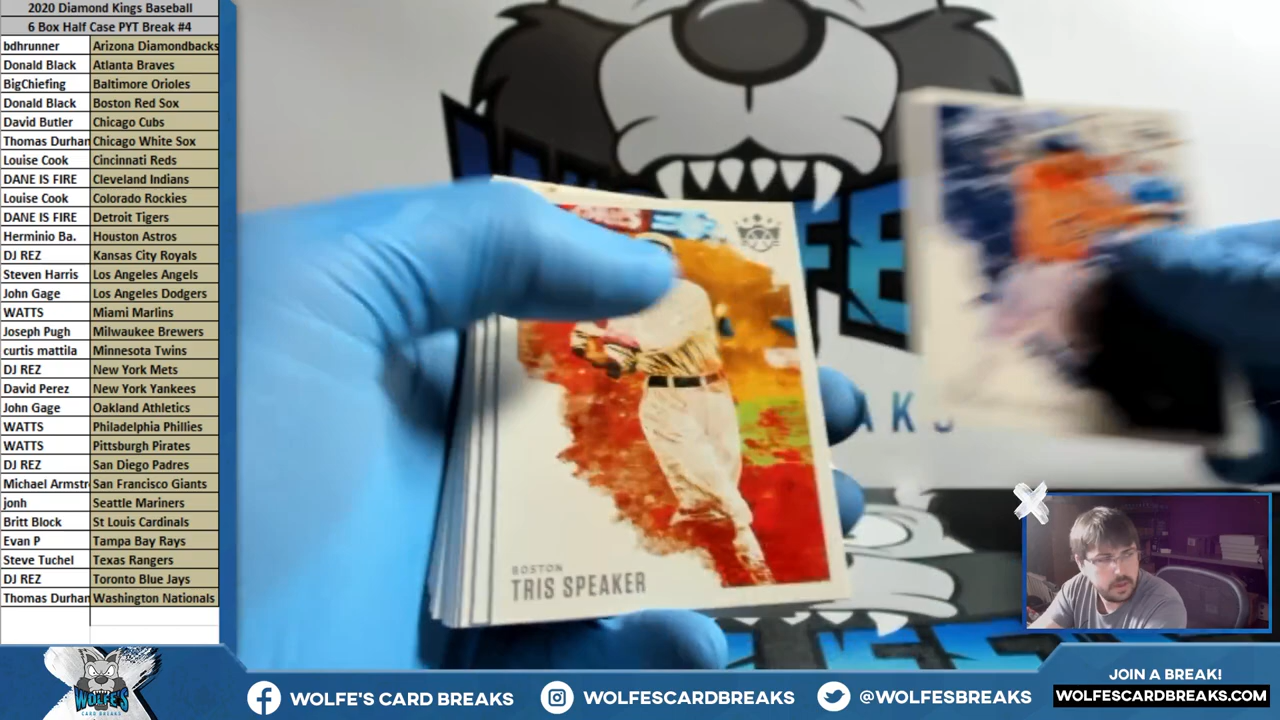 2020 Diamond Kings Baseball
6 Box Half Case PYT Break #4
bdhrunner Arizona Diamondbacks
Donald Black Atlanta Braves
BigChiefing Baltimore Orioles
Donald Black Boston Red Sox
David Butler Chicago Cubs
Thomas Durhan Chicago White Sox
Louise Cook Cincinnati Reds
DANE IS FIRE Cleveland Indians
Louise Cook Colorado Rockies
DANE IS FIRE Detroit Tigers
Herminio Ba. Houston Astros
DJ REZ Kansas City Royals
Steven Harris Los Angeles Angels
John Gage Los Angeles Dodgers
WATTS Miami Marlins
Joseph Pugh Milwaukee Brewers
curtis mattila Minnesota Twins
DJ REZ New York Mets
David Perez New York Yankees
John Gage Oakland Athletics
WATTS Philadelphia Phillies
WATTS Pittsburgh Pirates
DJ REZ San Diego Padres
Michael Armstr San Francisco Giants
jonh Seattle Mariners
Britt Block St Louis Cardinals
Evan P Tampa Bay Rays
Steve Tuchel Texas Rangers
DJ REZ Toronto Blue Jays
Thomas Durhan Washington Nationals
BOSTON
TRIS SPEAKER
WOLFE'S
CARD BREAKS
WOLFE'S CARD BREAKS
WOLFESCARDBREAKS
@WOLFESBREAKS
JOIN A BREAK!
WOLFESCARDBREAKS.COM